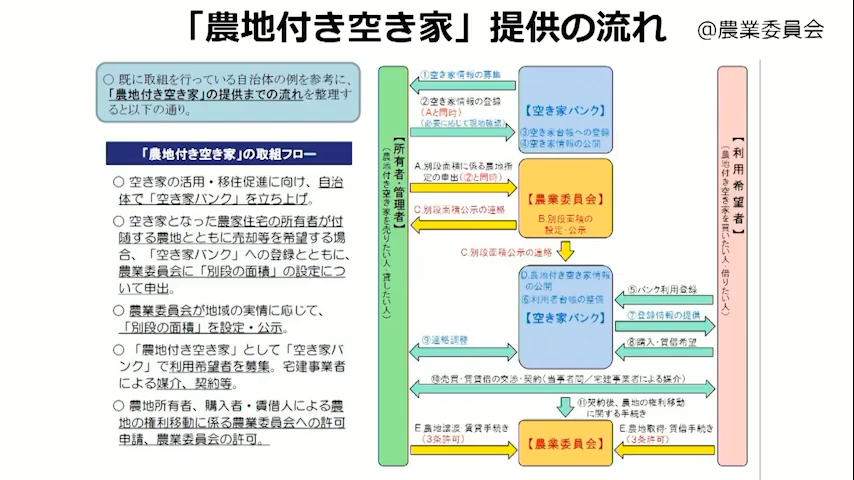 「農地付き空き家」提供の流れ
@農業委員会
○ 既に取組を行っている自治体の例を参考に、
「農地付き空き家」の提供までの流れを整理す
ると以下の通り。
「農地付き空き家」の取組フロー
○ 空き家の活用・移住促進に向け、自治
体で「空き家バンク」を立ち上げ。
○ 空き家となった農家住宅の所有者が付
随する農地とともに売却等を希望する場
合、「空き家バンク」への登録とともに、
農業委員会に「別段の面積」の設定につ
いて申出。
○ 農業委員会が地域の実情に応じて、
「別段の面積」を設定・公示。
○ 「農地付き空き家」として「空き家バ
ンク」で利用希望者を募集。宅建事業者
による媒介、契約等。
○ 農地所有者、購入者・賃借人による農
地の権利移動に係る農業委員会への許可
申請、農業委員会の許可。
【所有者・管理者】
（農地付き空き家を売りたい人・貸したい人）
①空き家情報の募集
②空き家情報の登録
（Aと同時）
（必要に応じて現地確認）
【空き家バンク】
③空き家台帳への登録
④空き家情報の公開
A.別段面積に係る農地指定
の申出（②と同時）
【農業委員会】
B.別段面積の
設定・公示
C.別段面積公示の連絡
C.別段面積公示の連絡
D.農地付き空き家情報
の公開
⑥利用者台帳の整備
【空き家バンク】
⑤バンク利用登録
⑦登録情報の提供
⑧購入・賃借希望
⑨連絡調整
⑩売買・賃貸借の交渉・契約（当事者間／宅建事業者による媒介）
⑪契約後、農地の権利移動
に関する手続き
E.農地譲渡・賃貸手続き
（3条許可）
【農業委員会】
E.農地取得・賃借手続き
（3条許可）
【利用希望者】
（農地付き空き家を買いたい人・借りたい人）